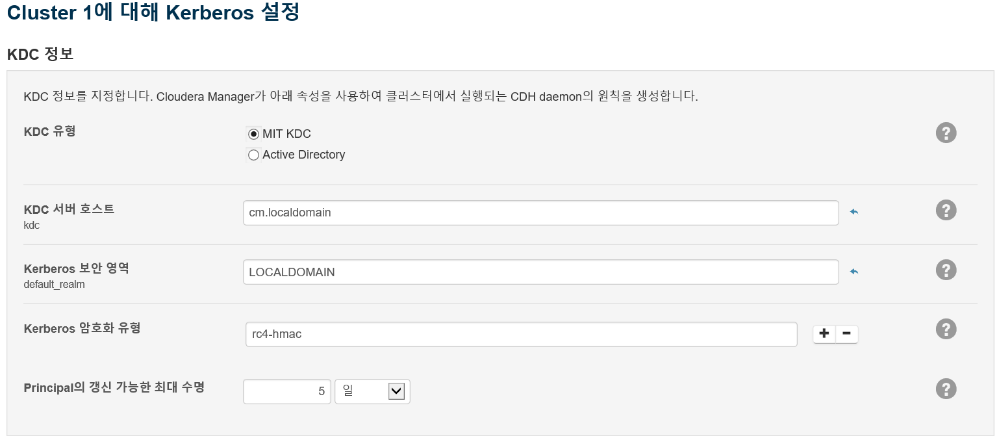 Cluster 1에 대해 Kerberos 설정
KDC 정보
KDC 정보를 지정합니다. Cloudera Manager가 아래 속성을 사용하여 클러스터에서 실행되는 CDH daemon의 원칙을 생성합니다.
KDC 유형
MIT KDC
Active Directory
KDC 서버 호스트
kdc
cm.localdomain
Kerberos 보안 영역
default_realm
LOCALDOMAIN
Kerberos 암호화 유형
rc4-hmac
Principal의 갱신 가능한 최대 수명
5 일